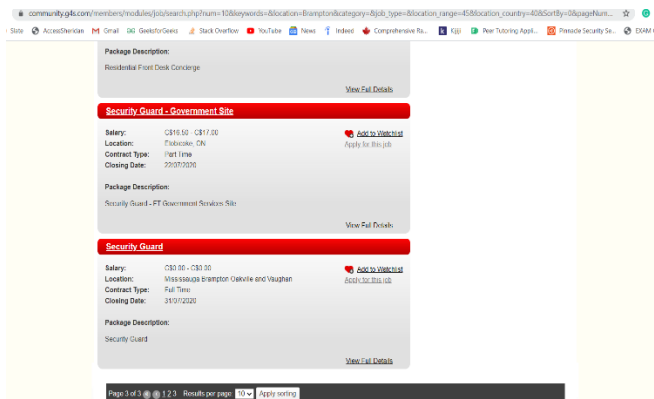 community.g4s.com/members/modules/job/search.php?num=10&keywords=&location=Brampton&category=&job_type=&location_range=45&location_country=40&SortBy=0&pageNum...
Slate AccessSheridan Gmail GeeksforGeeks Stack Overflow YouTube News Indeed Comprehensive Ra... Kijiji Peer Tutoring Appli... Pinnacle Security Se... EXAM
Package Description:
Residential Front Desk Concierge
View Full Details
Security Guard - Government Site
Salary: C$16.50 - C$17.00
Add to Watchlist
Location: Etobicoke, ON
Apply for this job
Contract Type: Part Time
Closing Date: 22/07/2020
Package Description:
Security Guard - FT Government Services Site
View Full Details
Security Guard
Salary: C$0.00 - C$0.00
Add to Watchlist
Location: Mississauga Brampton Oakville and Vaughan
Apply for this job
Contract Type: Full Time
Closing Date: 31/07/2020
Package Description:
Security Guard
View Full Details
Page 3 of 3 1 2 3 Results per page: 10 Apply sorting